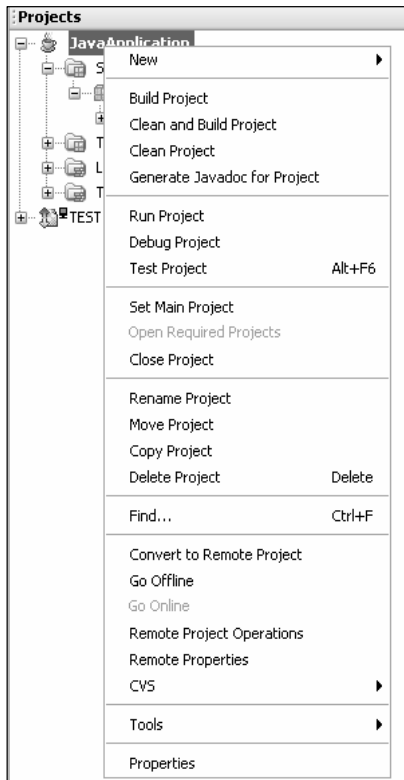 Projects
JavaApplication
S
T
L
T
TEST
New
Build Project
Clean and Build Project
Clean Project
Generate Javadoc for Project
Run Project
Debug Project
Test Project Alt+F6
Set Main Project
Open Required Projects
Close Project
Rename Project
Move Project
Copy Project
Delete Project Delete
Find... Ctrl+F
Convert to Remote Project
Go Offline
Go Online
Remote Project Operations
Remote Properties
CVS
Tools
Properties